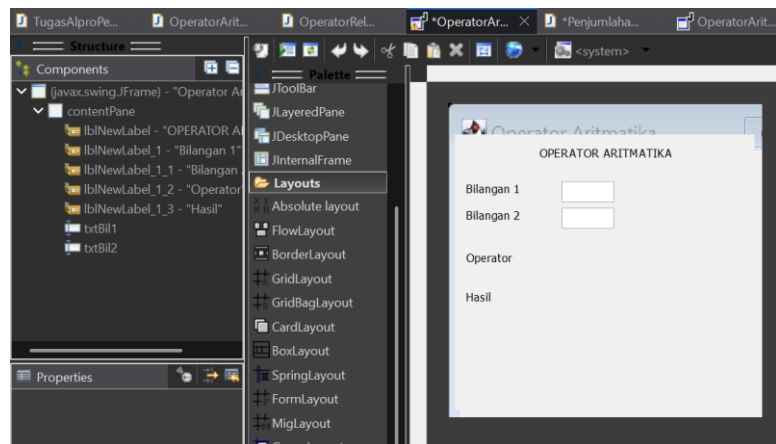 TugasAlproPe...
OperatorArit...
OperatorRel...
*OperatorAr...
*Penjumlaha...
OperatorArit...
Structure
Components
(javax.swing.JFrame) - "Operator Ar
contentPane
lblNewLabel - "OPERATOR AI
lblNewLabel_1 - "Bilangan 1"
lblNewLabel_1_1 - "Bilangan
lblNewLabel_1_2 - "Operator
lblNewLabel_1_3 - "Hasil"
txtBil1
txtBil2
Properties
Palette
JToolBar
JLayeredPane
JDesktopPane
JInternalFrame
Layouts
Absolute layout
FlowLayout
BorderLayout
GridLayout
GridBagLayout
CardLayout
BoxLayout
SpringLayout
FormLayout
MigLayout
<system>
Operator Aritmatika
OPERATOR ARITMATIKA
Bilangan 1
Bilangan 2
Operator
Hasil